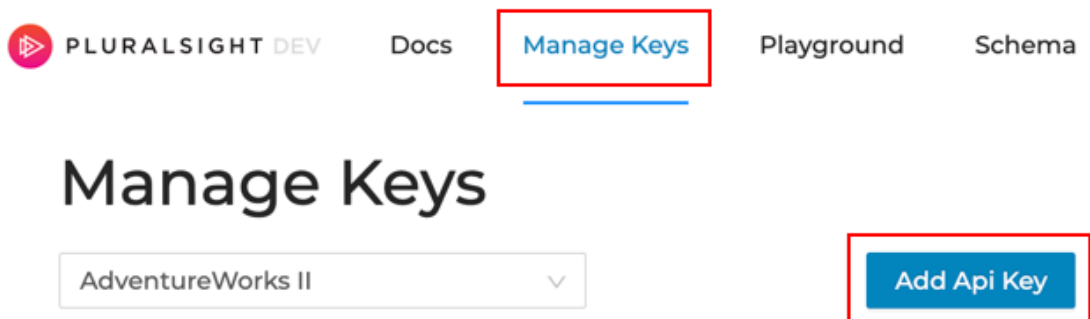 PLURALSIGHT DEV Docs Manage Keys Playground Schema
Manage Keys
AdventureWorks II Add Api Key